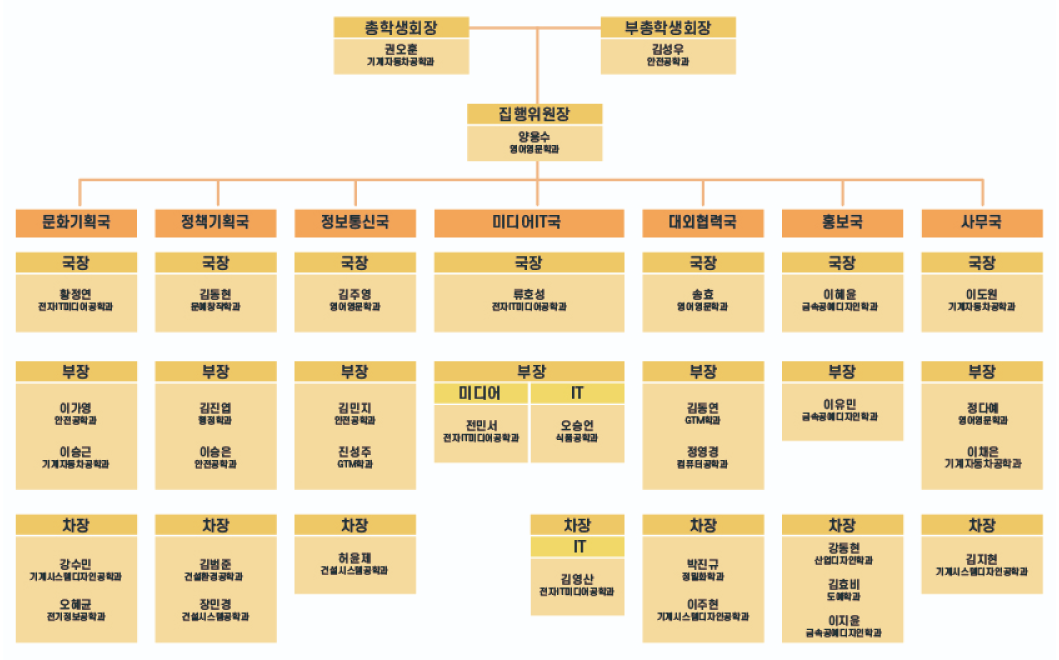 총학생회장
권오훈
기계자동차공학과
부총학생회장
김성우
안전공학과
집행위원장
양용수
영어영문학과
문화기획국
정책기획국
정보통신국
미디어IT국
대외협력국
홍보국
사무국
국장
황정연
전자IT미디어공학과
국장
김동현
문예창작학과
국장
김주영
영어영문학과
국장
류호성
전자IT미디어공학과
국장
송효
영어영문학과
국장
이혜윤
금속공예디자인학과
국장
이도원
기계자동차공학과
부장
이가영
안전공학과
이승근
기계자동차공학과
부장
김진엽
행정학과
이승은
안전공학과
부장
김민지
안전공학과
진성주
GTM학과
부장
미디어
전민서
전자IT미디어공학과
IT
오승언
식품공학과
부장
김동연
GTM학과
정영경
컴퓨터공학과
부장
이유민
금속공예디자인학과
부장
정다예
영어영문학과
이채은
기계자동차공학과
차장
강수민
기계시스템디자인공학과
오혜균
전기정보공학과
차장
김범준
건설환경공학과
장민경
건설시스템공학과
차장
허윤제
건설시스템공학과
차장
IT
김영산
전자IT미디어공학과
차장
박진규
정밀화학과
이주현
기계시스템디자인공학과
차장
강동현
산업디자인학과
김효비
도예학과
이지윤
금속공예디자인학과
차장
김지현
기계시스템디자인공학과